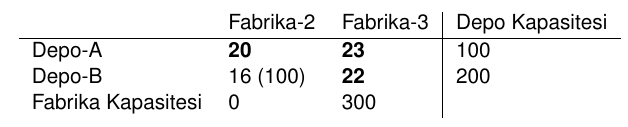 Fabrika-2 Fabrika-3 Depo Kapasitesi
Depo-A 20 23 100
Depo-B 16 (100) 22 200
Fabrika Kapasitesi 0 300